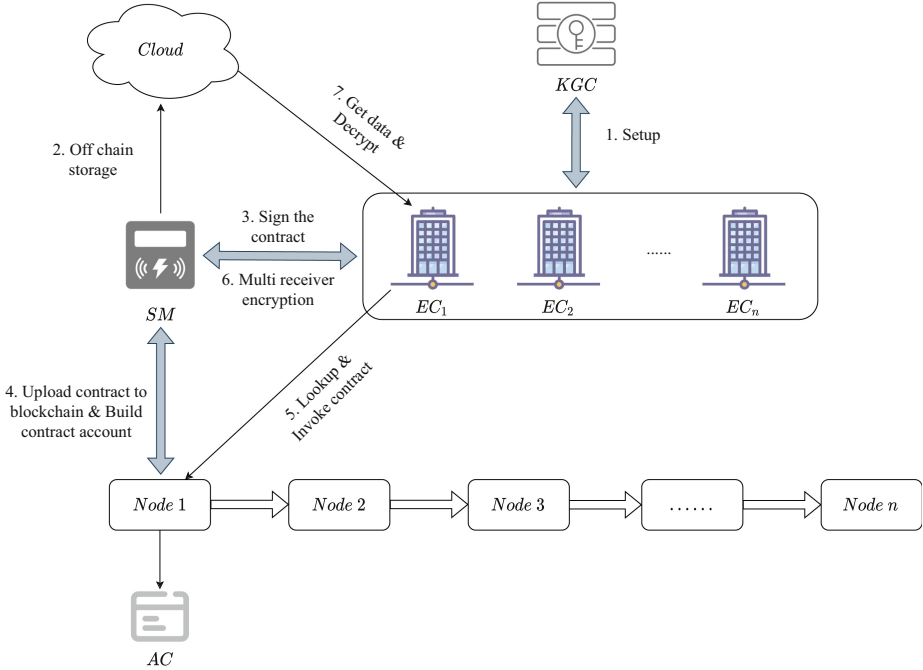 Cloud
KGC
7. Get data &
Decrypt
1. Setup
2. Off chain
storage
3. Sign the
contract
6. Multi receiver
encryption
SM
EC₁
EC₂
......
ECₙ
4. Upload contract to
blockchain & Build
contract account
5. Lookup &
Invoke contract
Node 1
Node 2
Node 3
......
Node n
AC